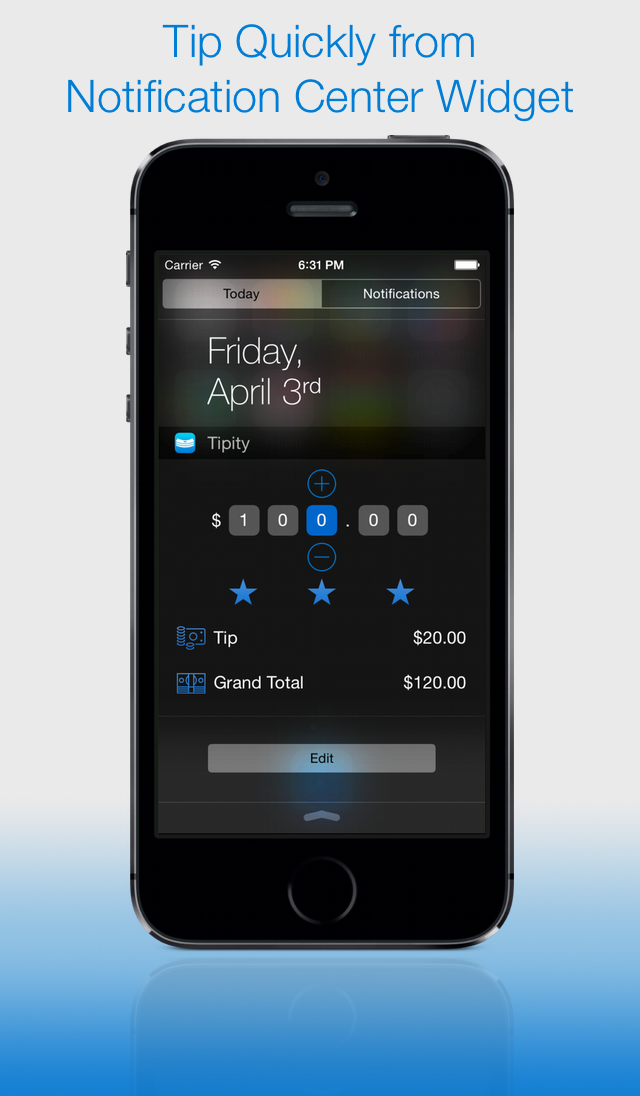 Tip Quickly from
Notification Center Widget
Carrier 6:31 PM
Today Notifications
Friday,
April 3rd
Tipity
$ 1 0 0 . 0 0
Tip $20.00
Grand Total $120.00
Edit